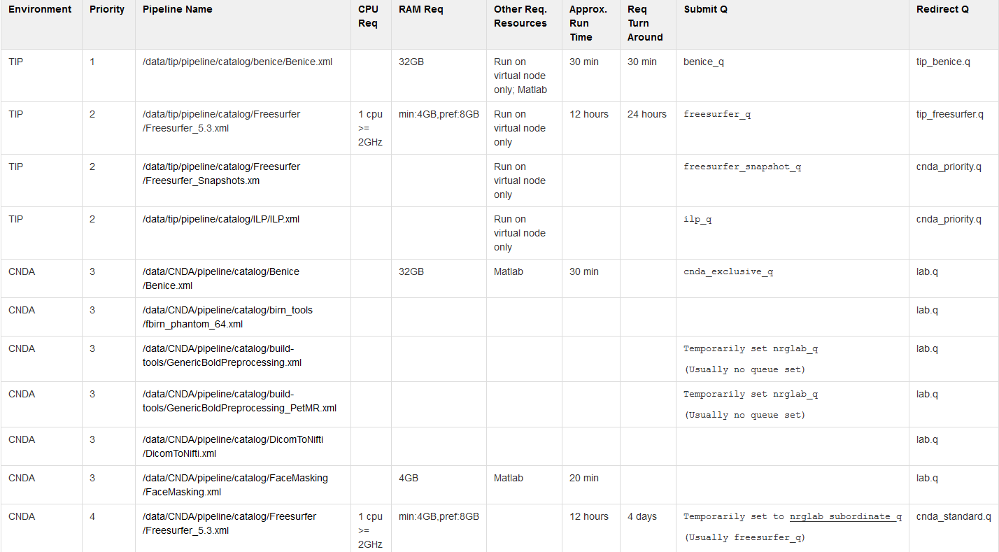 Environment Priority Pipeline Name CPU Req RAM Req Other Req. Resources Approx. Run Time Req Turn Around Submit Q Redirect Q
TIP 1 /data/tip/pipeline/catalog/benice/Benice.xml 32GB Run on virtual node only; Matlab 30 min 30 min benice_q tip_benice.q
TIP 2 /data/tip/pipeline/catalog/Freesurfer /Freesurfer_5.3.xml 1 cpu >= 2GHz min:4GB,pref:8GB Run on virtual node only 12 hours 24 hours freesurfer_q tip_freesurfer.q
TIP 2 /data/tip/pipeline/catalog/Freesurfer /Freesurfer_Snapshots.xm Run on virtual node only freesurfer_snapshot_q cnda_priority.q
TIP 2 /data/tip/pipeline/catalog/ILP/ILP.xml Run on virtual node only ilp_q cnda_priority.q
CNDA 3 /data/CNDA/pipeline/catalog/Benice /Benice.xml 32GB Matlab 30 min cnda_exclusive_q lab.q
CNDA 3 /data/CNDA/pipeline/catalog/birn_tools /fbirn_phantom_64.xml lab.q
CNDA 3 /data/CNDA/pipeline/catalog/build-tools/GenericBoldPreprocessing.xml Temporarily set nrglab_q (Usually no queue set) lab.q
CNDA 3 /data/CNDA/pipeline/catalog/build-tools/GenericBoldPreprocessing_PetMR.xml Temporarily set nrglab_q (Usually no queue set) lab.q
CNDA 3 /data/CNDA/pipeline/catalog/DicomToNifti /DicomToNifti.xml lab.q
CNDA 3 /data/CNDA/pipeline/catalog/FaceMasking /FaceMasking.xml 4GB Matlab 20 min lab.q
CNDA 4 /data/CNDA/pipeline/catalog/Freesurfer /Freesurfer_5.3.xml 1 cpu >= 2GHz min:4GB,pref:8GB 12 hours 4 days Temporarily set to nrglab_subordinate_q (Usually freesurfer_q) cnda_standard.q